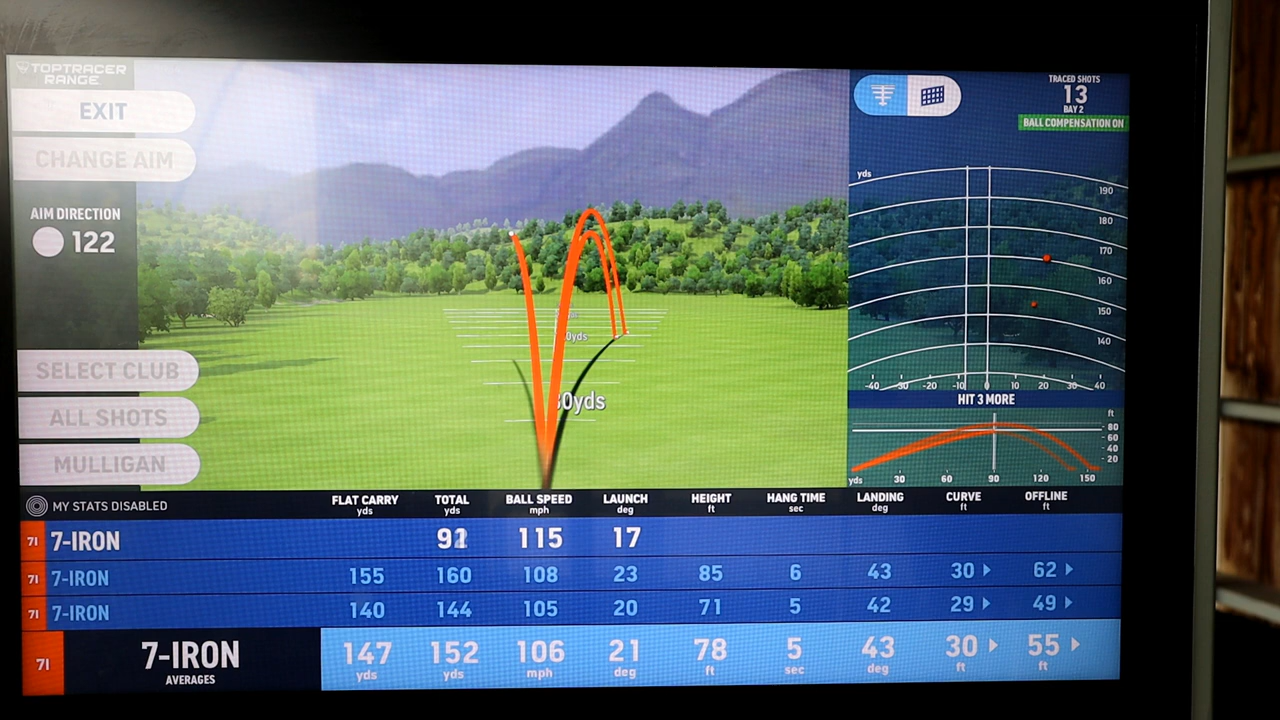 TOPTRACER
RANGE
EXIT
CHANGE AIM
AIM DIRECTION
122
SELECT CLUB
ALL SHOTS
MULLIGAN
0yds
0yds
TRACED SHOTS
13
BAY 2
BALL COMPENSATION ON
yds
190
180
170
160
150
140
-40 -30 -20 -10 0 10 20 30 40
HIT 3 MORE
ft
80
60
40
20
yds 30 60 90 120 150
MY STATS DISABLED
FLAT CARRY TOTAL BALL SPEED LAUNCH HEIGHT HANG TIME LANDING CURVE OFFLINE
yds yds mph deg ft sec deg ft ft
7I 7-IRON 115 17
7I 7-IRON 155 160 108 23 85 6 43 30 62
7I 7-IRON 140 144 105 20 71 5 42 29 49
7I 7-IRON 147 152 106 21 78 5 43 30 55
AVERAGES yds yds mph deg ft sec deg ft ft